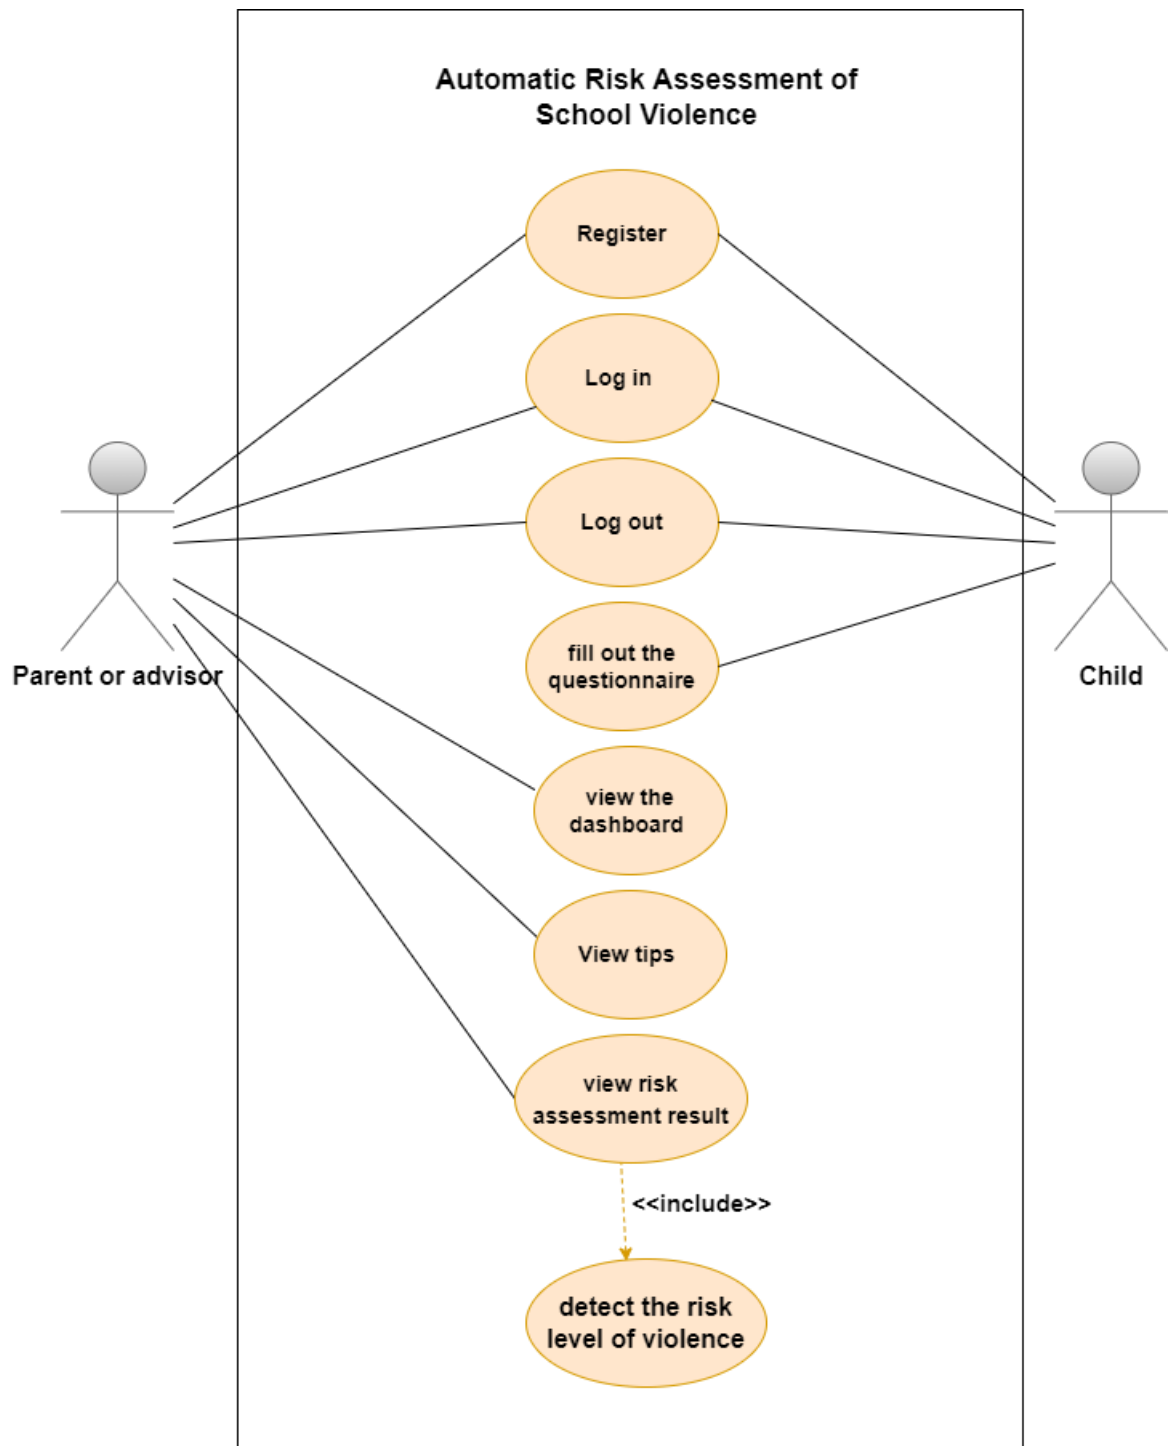 Automatic Risk Assessment of
School Violence
Register
Log in
Log out
fill out the
questionnaire
Parent or advisor
Child
view the
dashboard
View tips
view risk
assessment result
<<include>>
detect the risk
level of violence